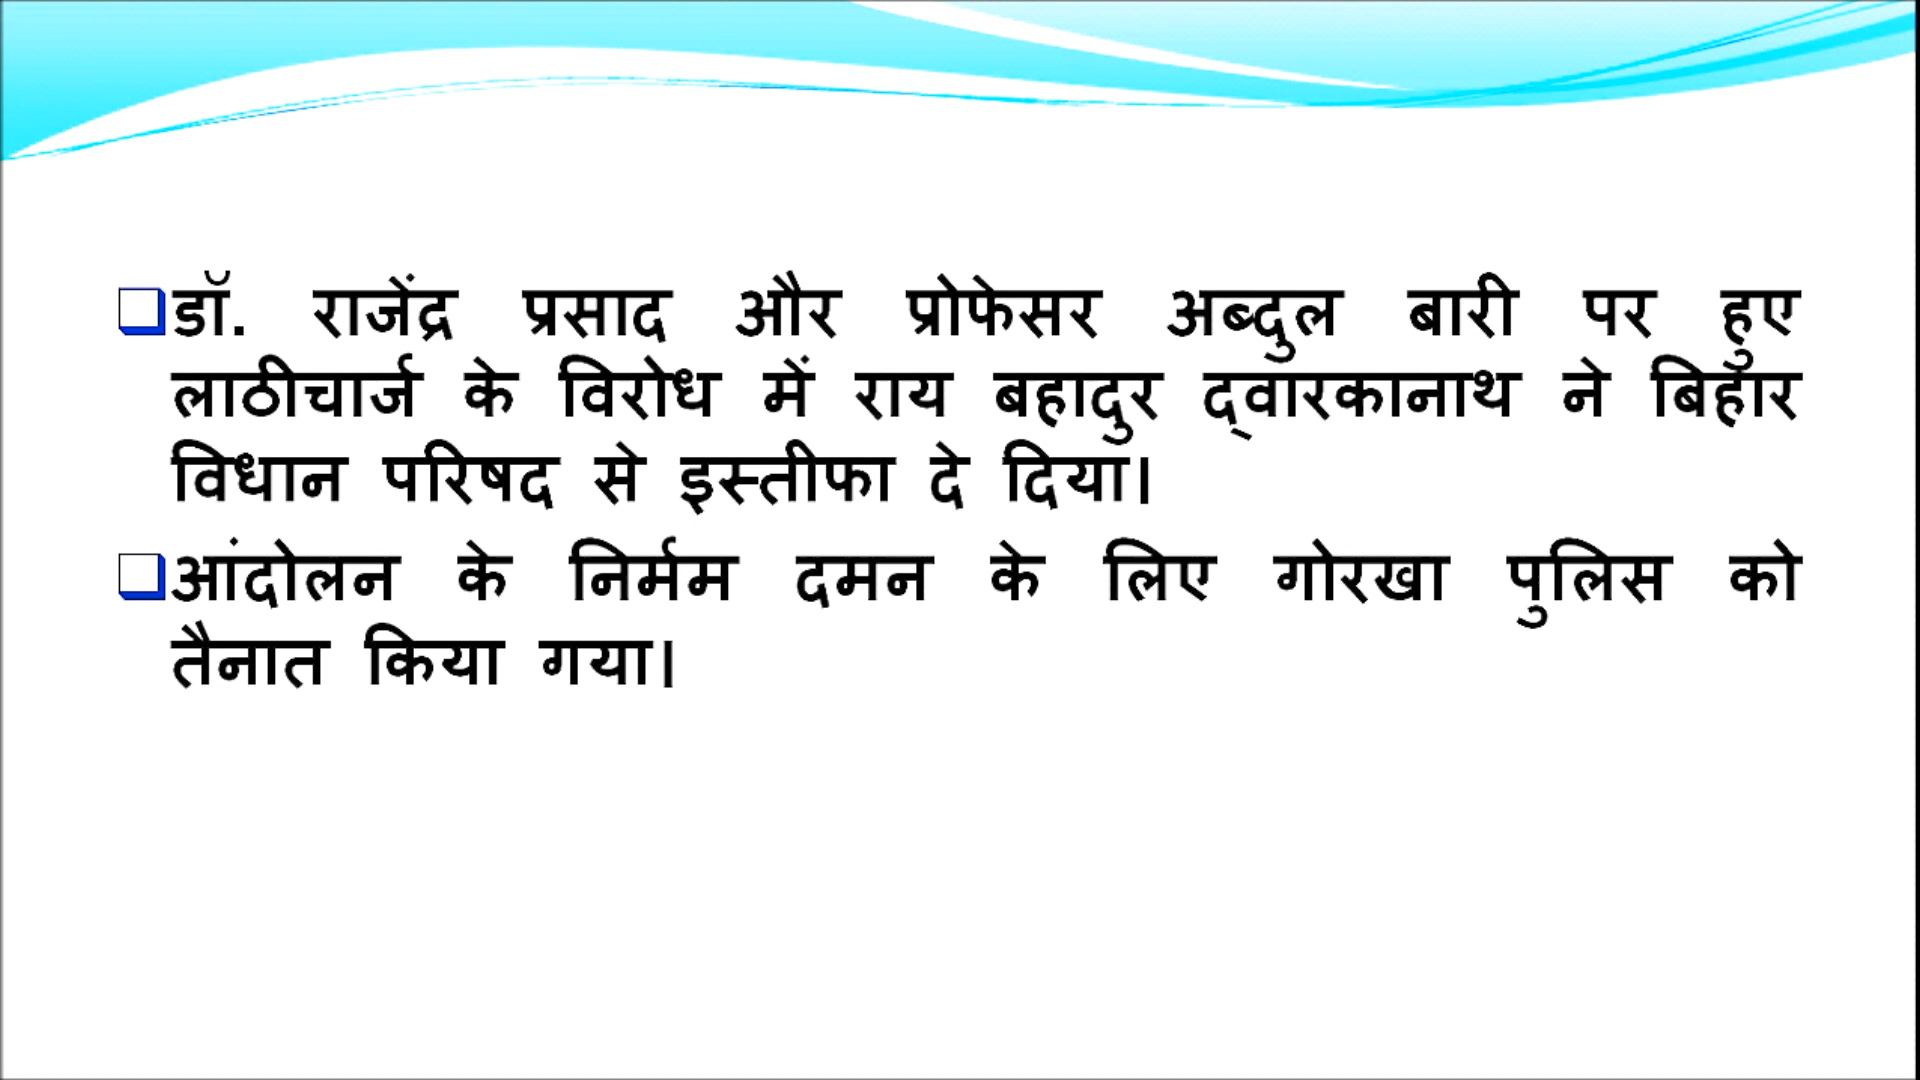 डॉ. राजेंद्र प्रसाद और प्रोफेसर अब्दुल बारी पर हुए
लाठीचार्ज के विरोध में राय बहादुर द्वारकानाथ ने बिहार
विधान परिषद से इस्तीफा दे दिया।
आंदोलन के निर्मम दमन के लिए गोरखा पुलिस को
तैनात किया गया।